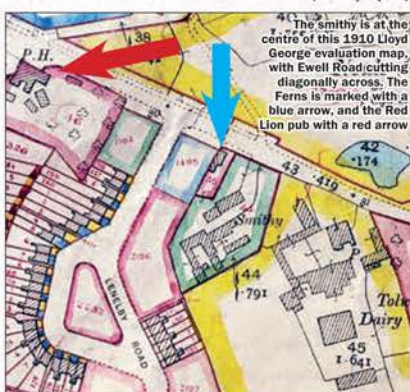 The smithy is at the
centre of this 1910 Lloyd
George evaluation map,
with Ewell Road cutting
diagonally across. The
Ferns is marked with a
blue arrow, and the Red
Lion pub with a red arrow
P.H.
38
16
43
419
42
·174
Smithy
44
·791
LENELBY
ROAD
Dairy
45
1·641